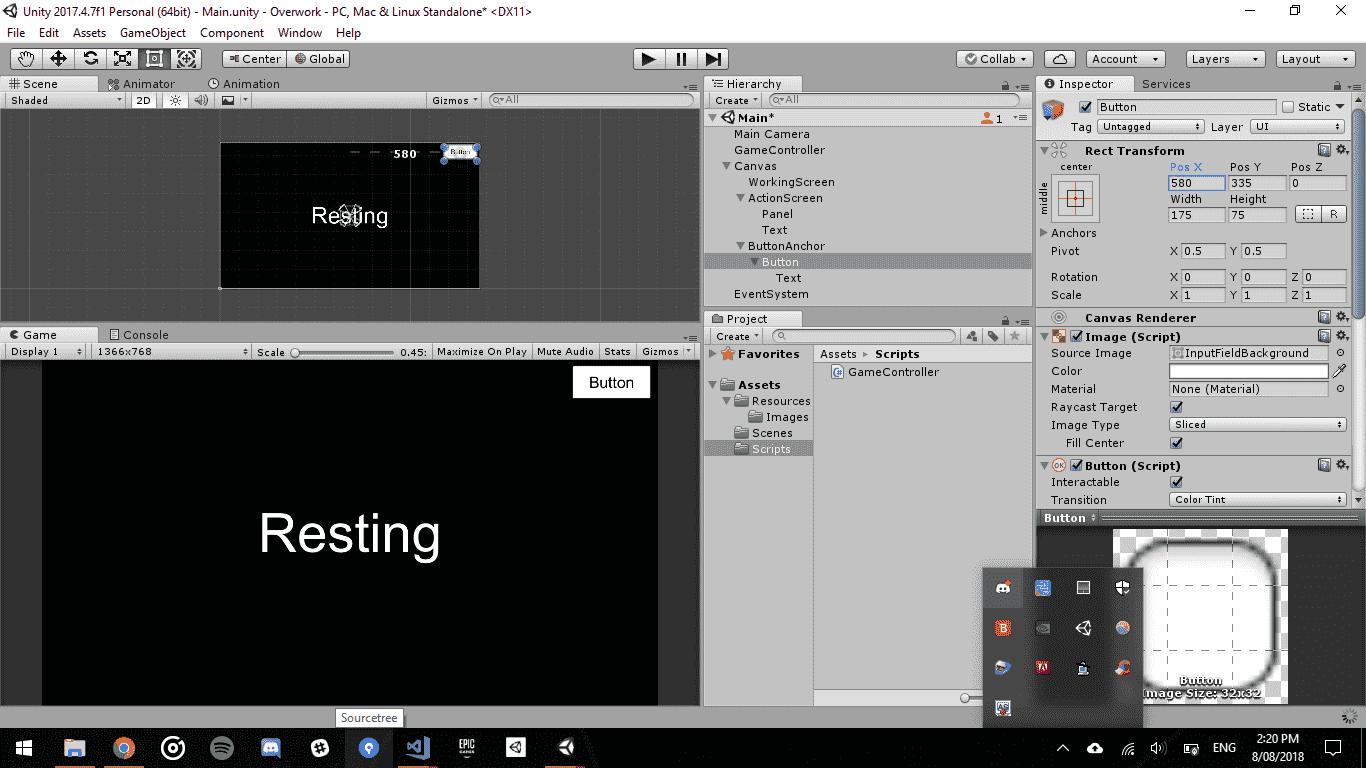 Unity 2017.4.7f1 Personal (64bit) - Main.unity - Overwork - PC, Mac & Linux Standalone* <DX11>
File Edit Assets GameObject Component Window Help
Center Global Collab Account Layers Layout
Scene Animator Animation
Shaded 2D Gizmos All
580 Button
Resting
Game Console
Display 1 1366x768 Scale 0.45: Maximize On Play Mute Audio Stats Gizmos
Button
Resting
Hierarchy
Create All
Main* 1
Main Camera
GameController
Canvas
WorkingScreen
ActionScreen
Panel
Text
ButtonAnchor
Button
Text
EventSystem
Project
Create
Favorites
Assets
Resources
Images
Scenes
Scripts
Assets Scripts
GameController
Inspector Services
Button Static
Tag Untagged Layer UI
Rect Transform
center
middle
Pos X Pos Y Pos Z
580 335 0
Width Height
175 75 R
Anchors
Pivot X 0.5 Y 0.5
Rotation X 0 Y 0 Z 0
Scale X 1 Y 1 Z 1
Canvas Renderer
Image (Script)
Source Image InputFieldBackground
Color
Material None (Material)
Raycast Target
Image Type Sliced
Fill Center
OK Button (Script)
Interactable
Transition Color Tint
Button
Button
Image Size: 32x32
Sourcetree
EPIC GAMES
ENG
2:20 PM
8/08/2018